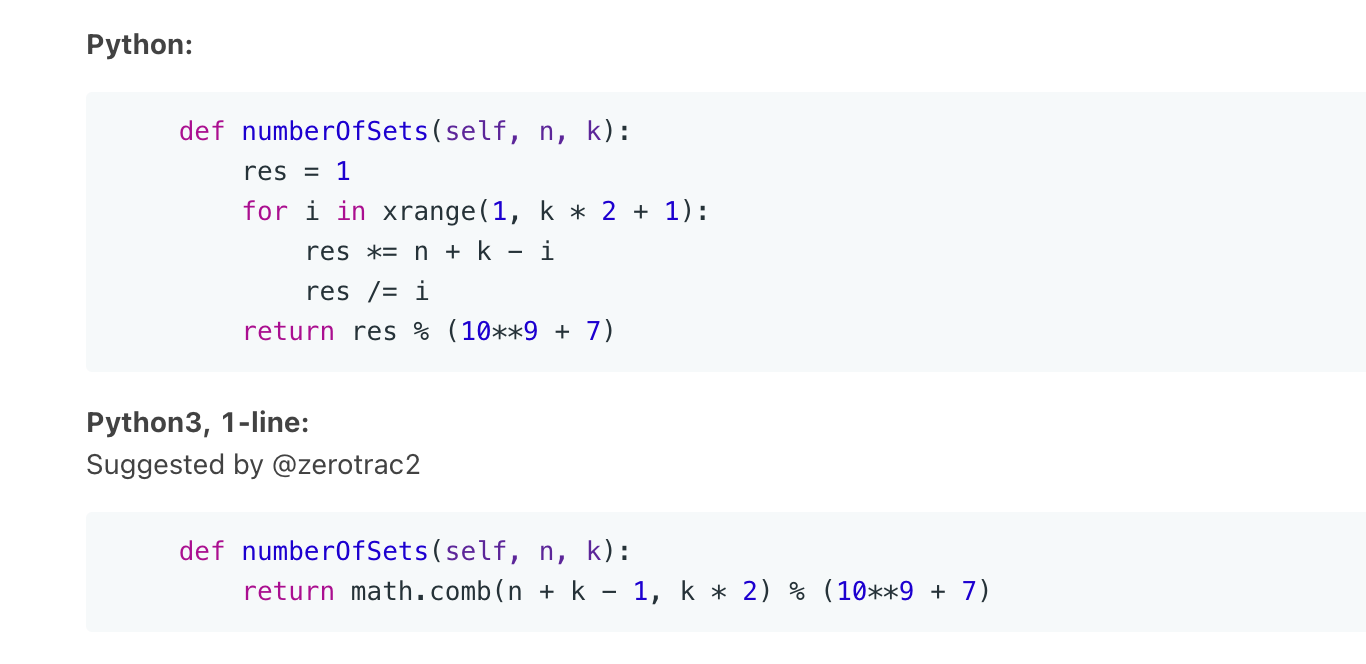 Python:
def numberOfSets(self, n, k):
    res = 1
    for i in xrange(1, k * 2 + 1):
        res *= n + k - i
        res /= i
    return res % (10**9 + 7)
Python3, 1-line:
Suggested by @zerotrac2
def numberOfSets(self, n, k):
    return math.comb(n + k - 1, k * 2) % (10**9 + 7)